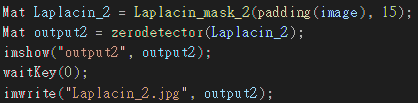 Mat Laplacin_2 = Laplacin_mask_2(padding(image), 15);
Mat output2 = zerodetector(Laplacin_2);
imshow("output2", output2);
waitKey(0);
imwrite("Laplacin_2.jpg", output2);